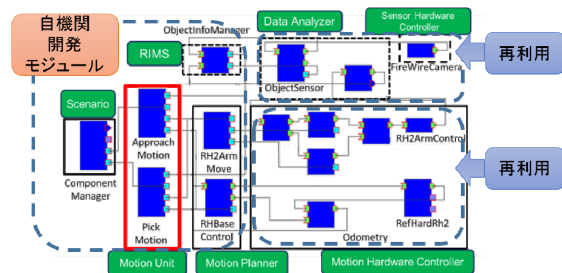 自機関
開発
モジュール
ObjectInfoManager
RIMS
Data Analyzer
Sensor Hardware
Controller
FireWireCamera
ObjectSensor
再利用
Scenario
Component
Manager
Approach
Motion
Pick
Motion
RH2Arm
Move
RHBase
Control
RH2ArmControl
RefHardRh2
Odometry
再利用
Motion Unit
Motion Planner
Motion Hardware Controller